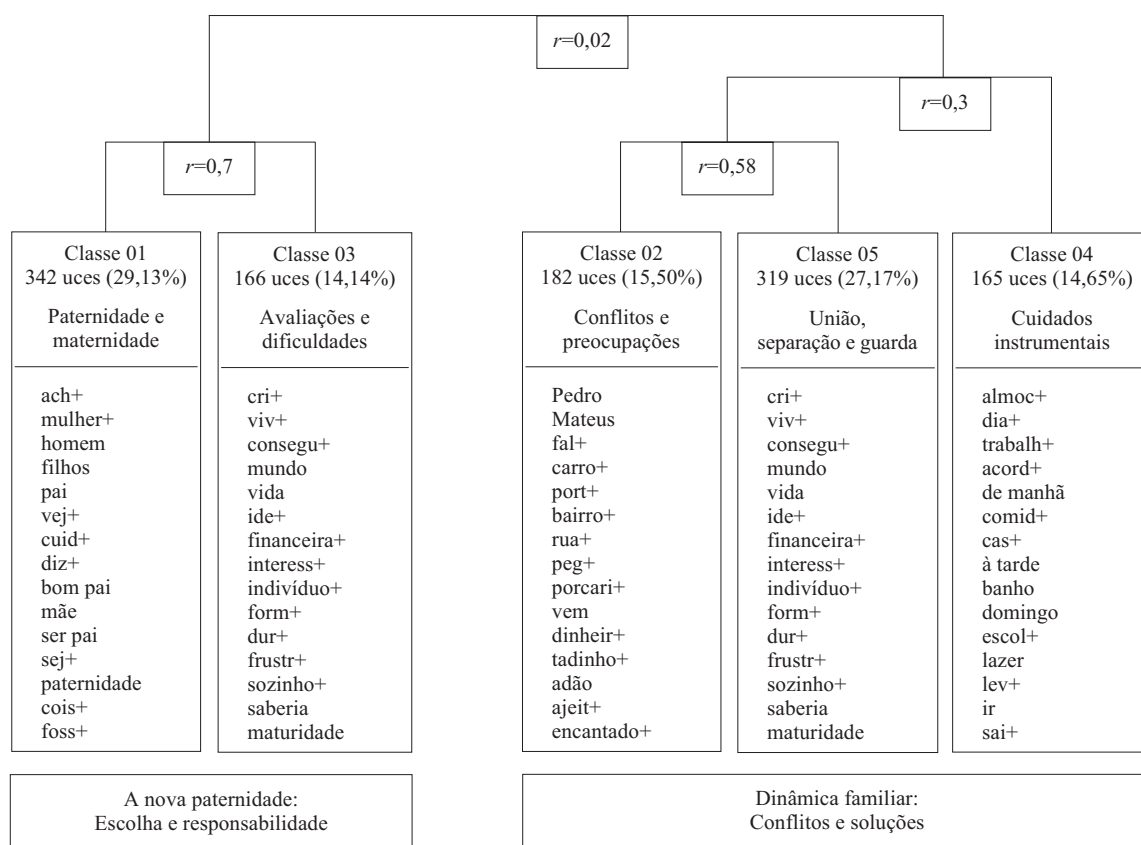 r=0,02
r=0,3
r=0,7
r=0,58
Classe 01
342 uces (29,13%)
Paternidade e
maternidade
ach+
mulher+
homem
filhos
pai
vej+
cuid+
diz+
bom pai
mãe
ser pai
sej+
paternidade
cois+
foss+
Classe 03
166 uces (14,14%)
Avaliações e
dificuldades
cri+
viv+
consegu+
mundo
vida
ide+
financeira+
interess+
indivíduo+
form+
dur+
frustr+
sozinho+
saberia
maturidade
Classe 02
182 uces (15,50%)
Conflitos e
preocupações
Pedro
Mateus
fal+
carro+
port+
bairro+
rua+
peg+
porcari+
vem
dinheir+
tadinho+
adão
ajeit+
encantado+
Classe 05
319 uces (27,17%)
União,
separação e guarda
cri+
viv+
consegu+
mundo
vida
ide+
financeira+
interess+
indivíduo+
form+
dur+
frustr+
sozinho+
saberia
maturidade
Classe 04
165 uces (14,65%)
Cuidados
instrumentais
almoc+
dia+
trabalh+
acord+
de manhã
comid+
cas+
à tarde
banho
domingo
escol+
lazer
lev+
ir
sai+
A nova paternidade:
Escolha e responsabilidade
Dinâmica familiar:
Conflitos e soluções